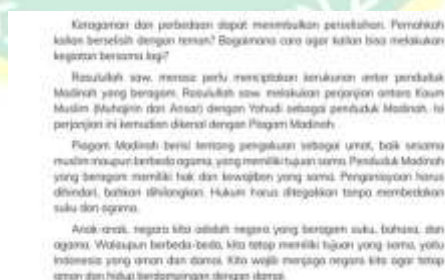 Keragaman dan perbedaan dapat menimbulkan perselisihan. Pernahkah
kalian berselisih dengan teman? Bagaimana cara agar kalian bisa melakukan
kegiatan bersama lagi?
Rasulullah saw. merasa perlu menciptakan kerukunan antar penduduk
Madinah yang beragam. Rasulullah saw. melakukan perjanjian antara Kaum
Muslim (Muhajirin dan Ansar) dengan Yahudi sebagai penduduk Madinah. Isi
perjanjian ini kemudian dikenal dengan Piagam Madinah.
Piagam Madinah berisi tentang pengakuan sebagai umat, baik sesama
muslim maupun berbeda agama, yang memiliki tujuan sama. Penduduk Madinah
yang beragam memiliki hak dan kewajiban yang sama. Penganiayaan harus
dihindari, bahkan dihilangkan. Hukum harus ditegakkan tanpa membedakan
suku dan agama.
Anak-anak, negara kita adalah negara yang beragam suku, bahasa, dan
agama. Walaupun berbeda-beda, kita tetap memiliki tujuan yang sama, yaitu
Indonesia yang aman dan damai. Kita wajib menjaga negara kita agar tetap
aman dan hidup berdampingan dengan damai.